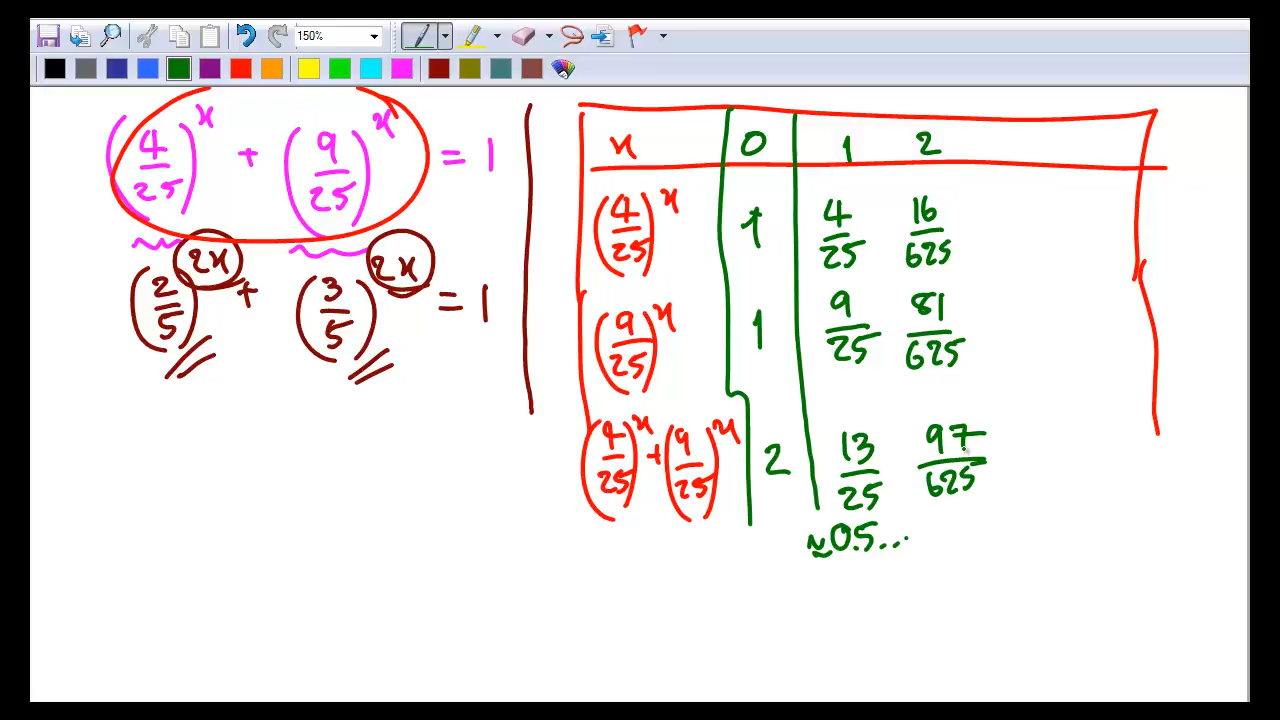 150%
(4/25)^x + (9/25)^x = 1
(2/5)^2x + (3/5)^2x = 1
x 0 1 2
(4/25)^x 1 4/25 16/625
(9/25)^x 1 9/25 81/625
(4/25)^x + (9/25)^x 2 13/25 97/625
≈0.5...